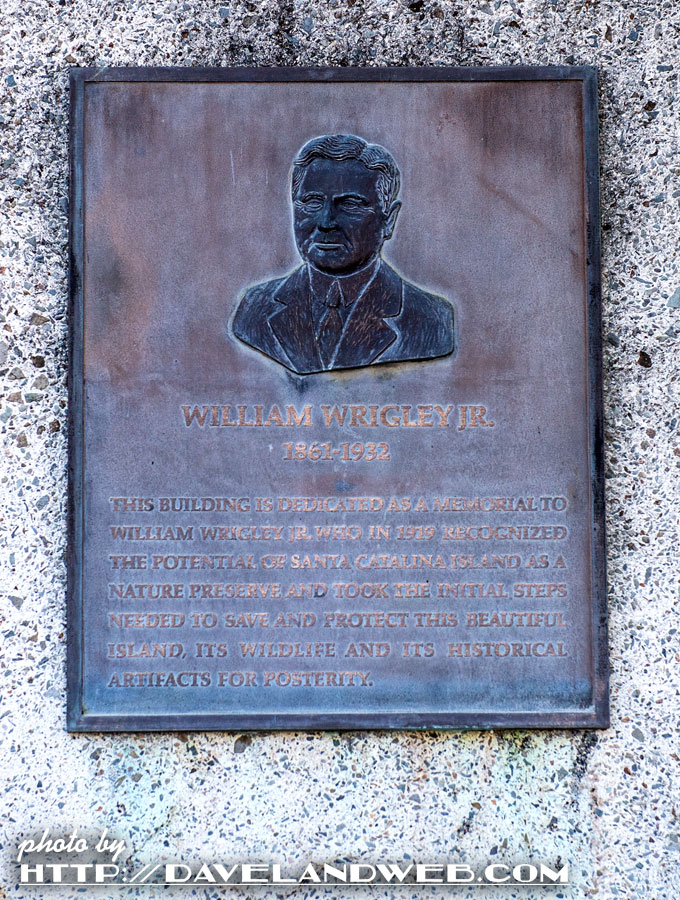 WILLIAM WRIGLEY JR.
1861-1932
THIS BUILDING IS DEDICATED AS A MEMORIAL TO
WILLIAM WRIGLEY JR. WHO IN 1919 RECOGNIZED
THE POTENTIAL OF SANTA CATALINA ISLAND AS A
NATURE PRESERVE AND TOOK THE INITIAL STEPS
NEEDED TO SAVE AND PROTECT THIS BEAUTIFUL
ISLAND, ITS WILDLIFE AND ITS HISTORICAL
ARTIFACTS FOR POSTERITY.
photo by
HTTP://DAVELANDWEB.COM